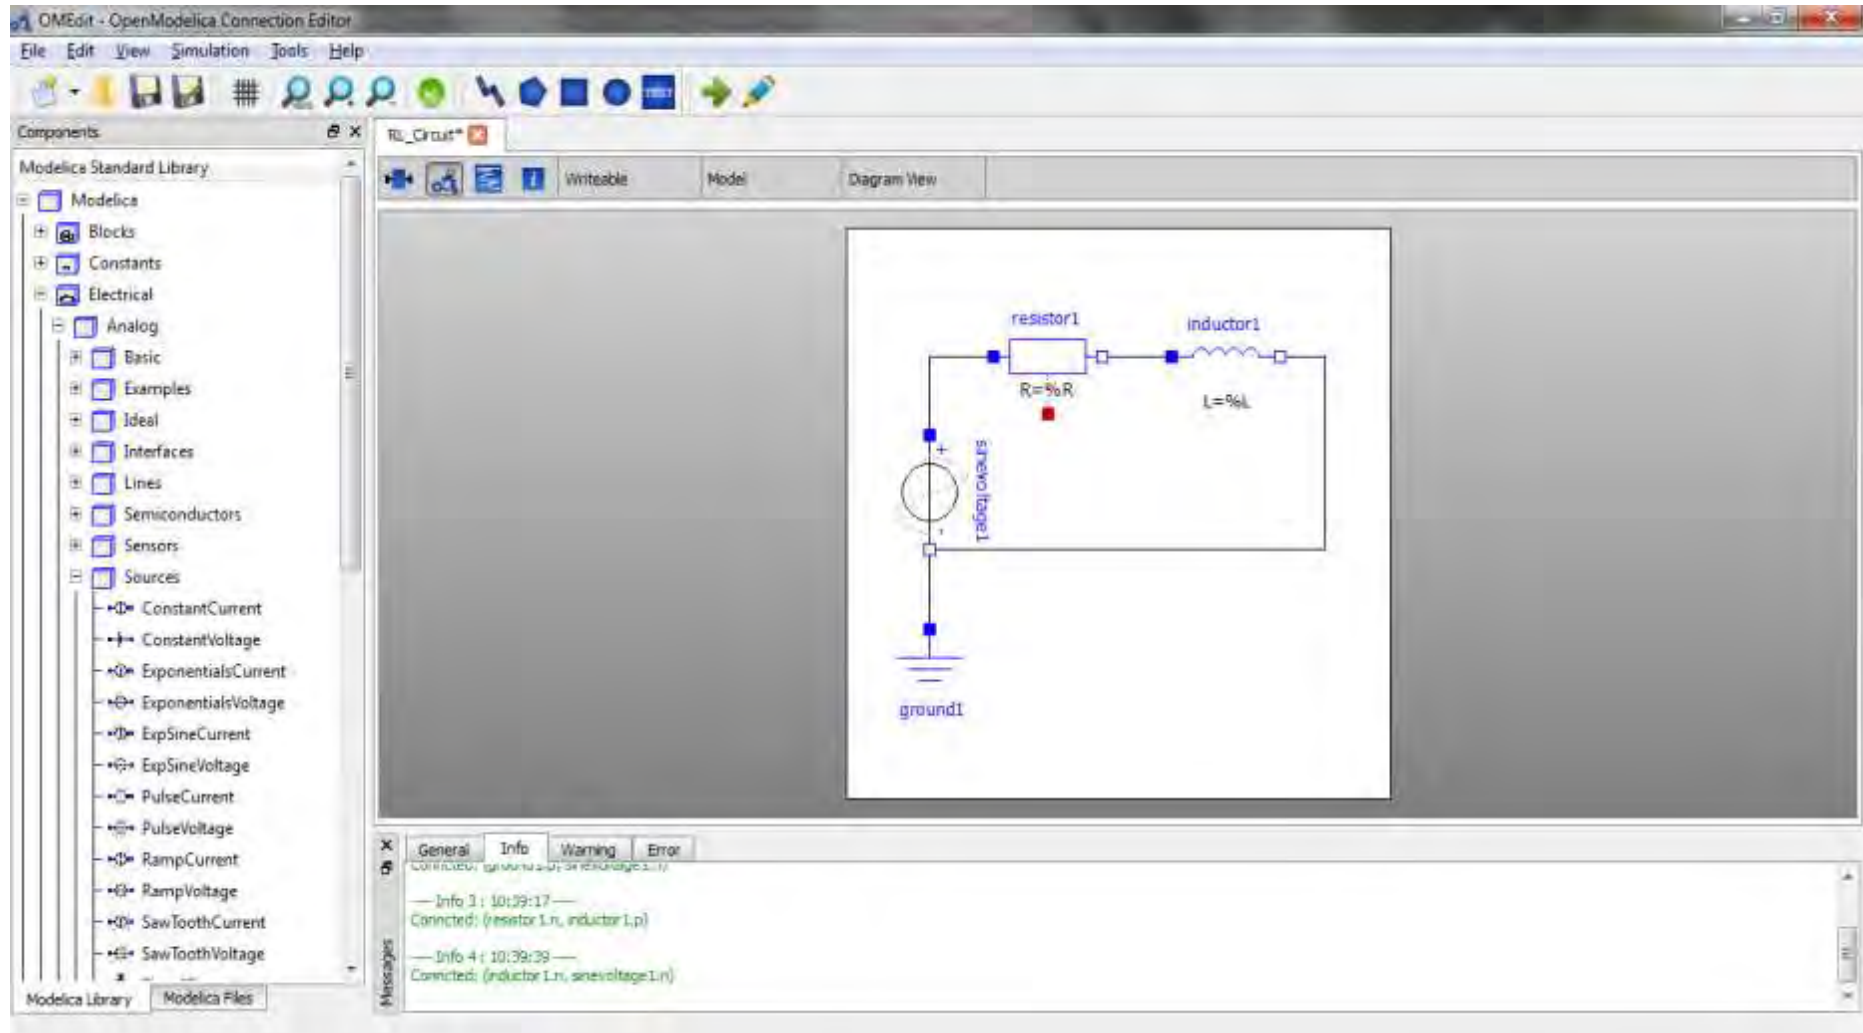 OMEdit - OpenModelica Connection Editor
File Edit View Simulation Tools Help
TEXT
Components
RL_Circuit*
Modelica Standard Library
Writeable Model Diagram View
Modelica
Blocks
Constants
Electrical
Analog
Basic
Examples
Ideal
Interfaces
Lines
Semiconductors
Sensors
Sources
ConstantCurrent
ConstantVoltage
ExponentialsCurrent
ExponentialsVoltage
ExpSineCurrent
ExpSineVoltage
PulseCurrent
PulseVoltage
RampCurrent
RampVoltage
SawToothCurrent
SawToothVoltage
Modelica Library Modelica Files
resistor1
inductor1
R=%R
L=%L
+
sinevoltage1
-
ground1
General Info Warning Error
Messages
---- Info 3 : 10:39:17 ----
Conncted: (resistor1.n, inductor1.p)
---- Info 4 : 10:39:39 ----
Conncted: (inductor1.n, sinevoltage1.n)